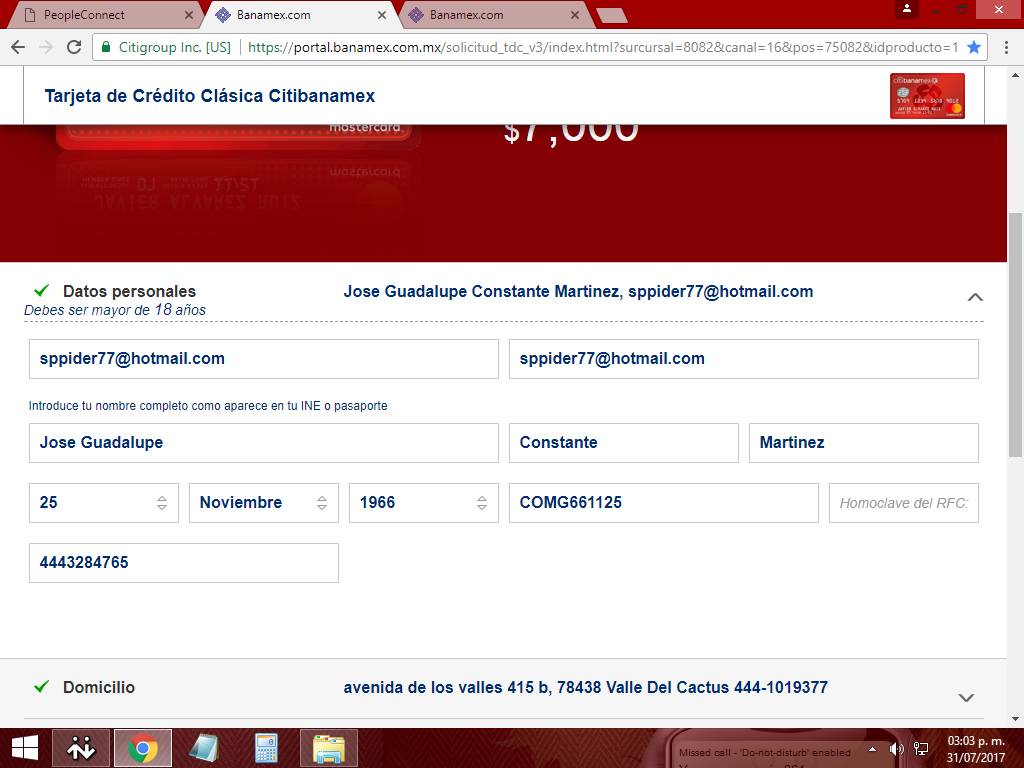 PeopleConnect
Banamex.com
Banamex.com
Citigroup Inc. [US]
https://portal.banamex.com.mx/solicitud_tdc_v3/index.html?surcursal=8082&canal=16&pos=75082&idproducto=1
Tarjeta de Crédito Clásica Citibanamex
citibanamex
mastercard.
$7,000
JAVIER ALVAREZ RUIZ
Datos personales
Jose Guadalupe Constante Martinez, sppider77@hotmail.com
Debes ser mayor de 18 años
sppider77@hotmail.com
sppider77@hotmail.com
Introduce tu nombre completo como aparece en tu INE o pasaporte
Jose Guadalupe
Constante
Martinez
25
Noviembre
1966
COMG661125
Homoclave del RFC:
4443284765
Domicilio
avenida de los valles 415 b, 78438 Valle Del Cactus 444-1019377
Missed call - 'Do-not-disturb' enabled
03:03 p. m.
31/07/2017